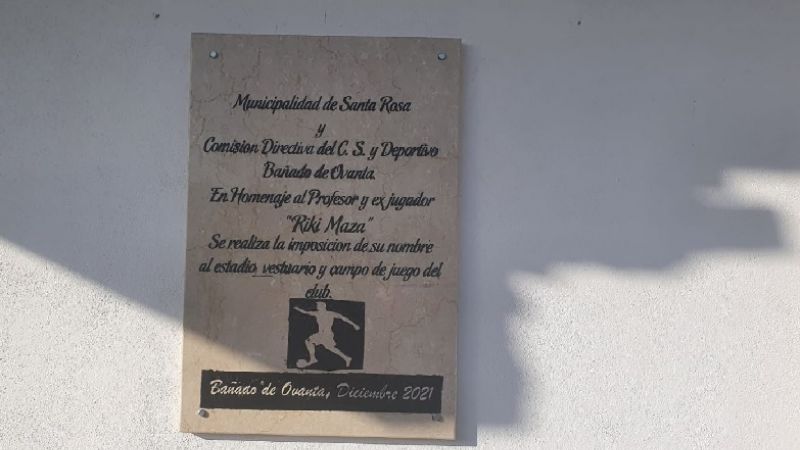 Municipalidad de Santa Rosa
y
Comision Directiva del C. S. y Deportivo
Bañado de Ovanta.
En Homenaje al Profesor y ex jugador
"Riki Maza"
Se realiza la imposicion de su nombre
al estadio, vestuario y campo de juego del
club.
Bañado de Ovanta, Diciembre 2021